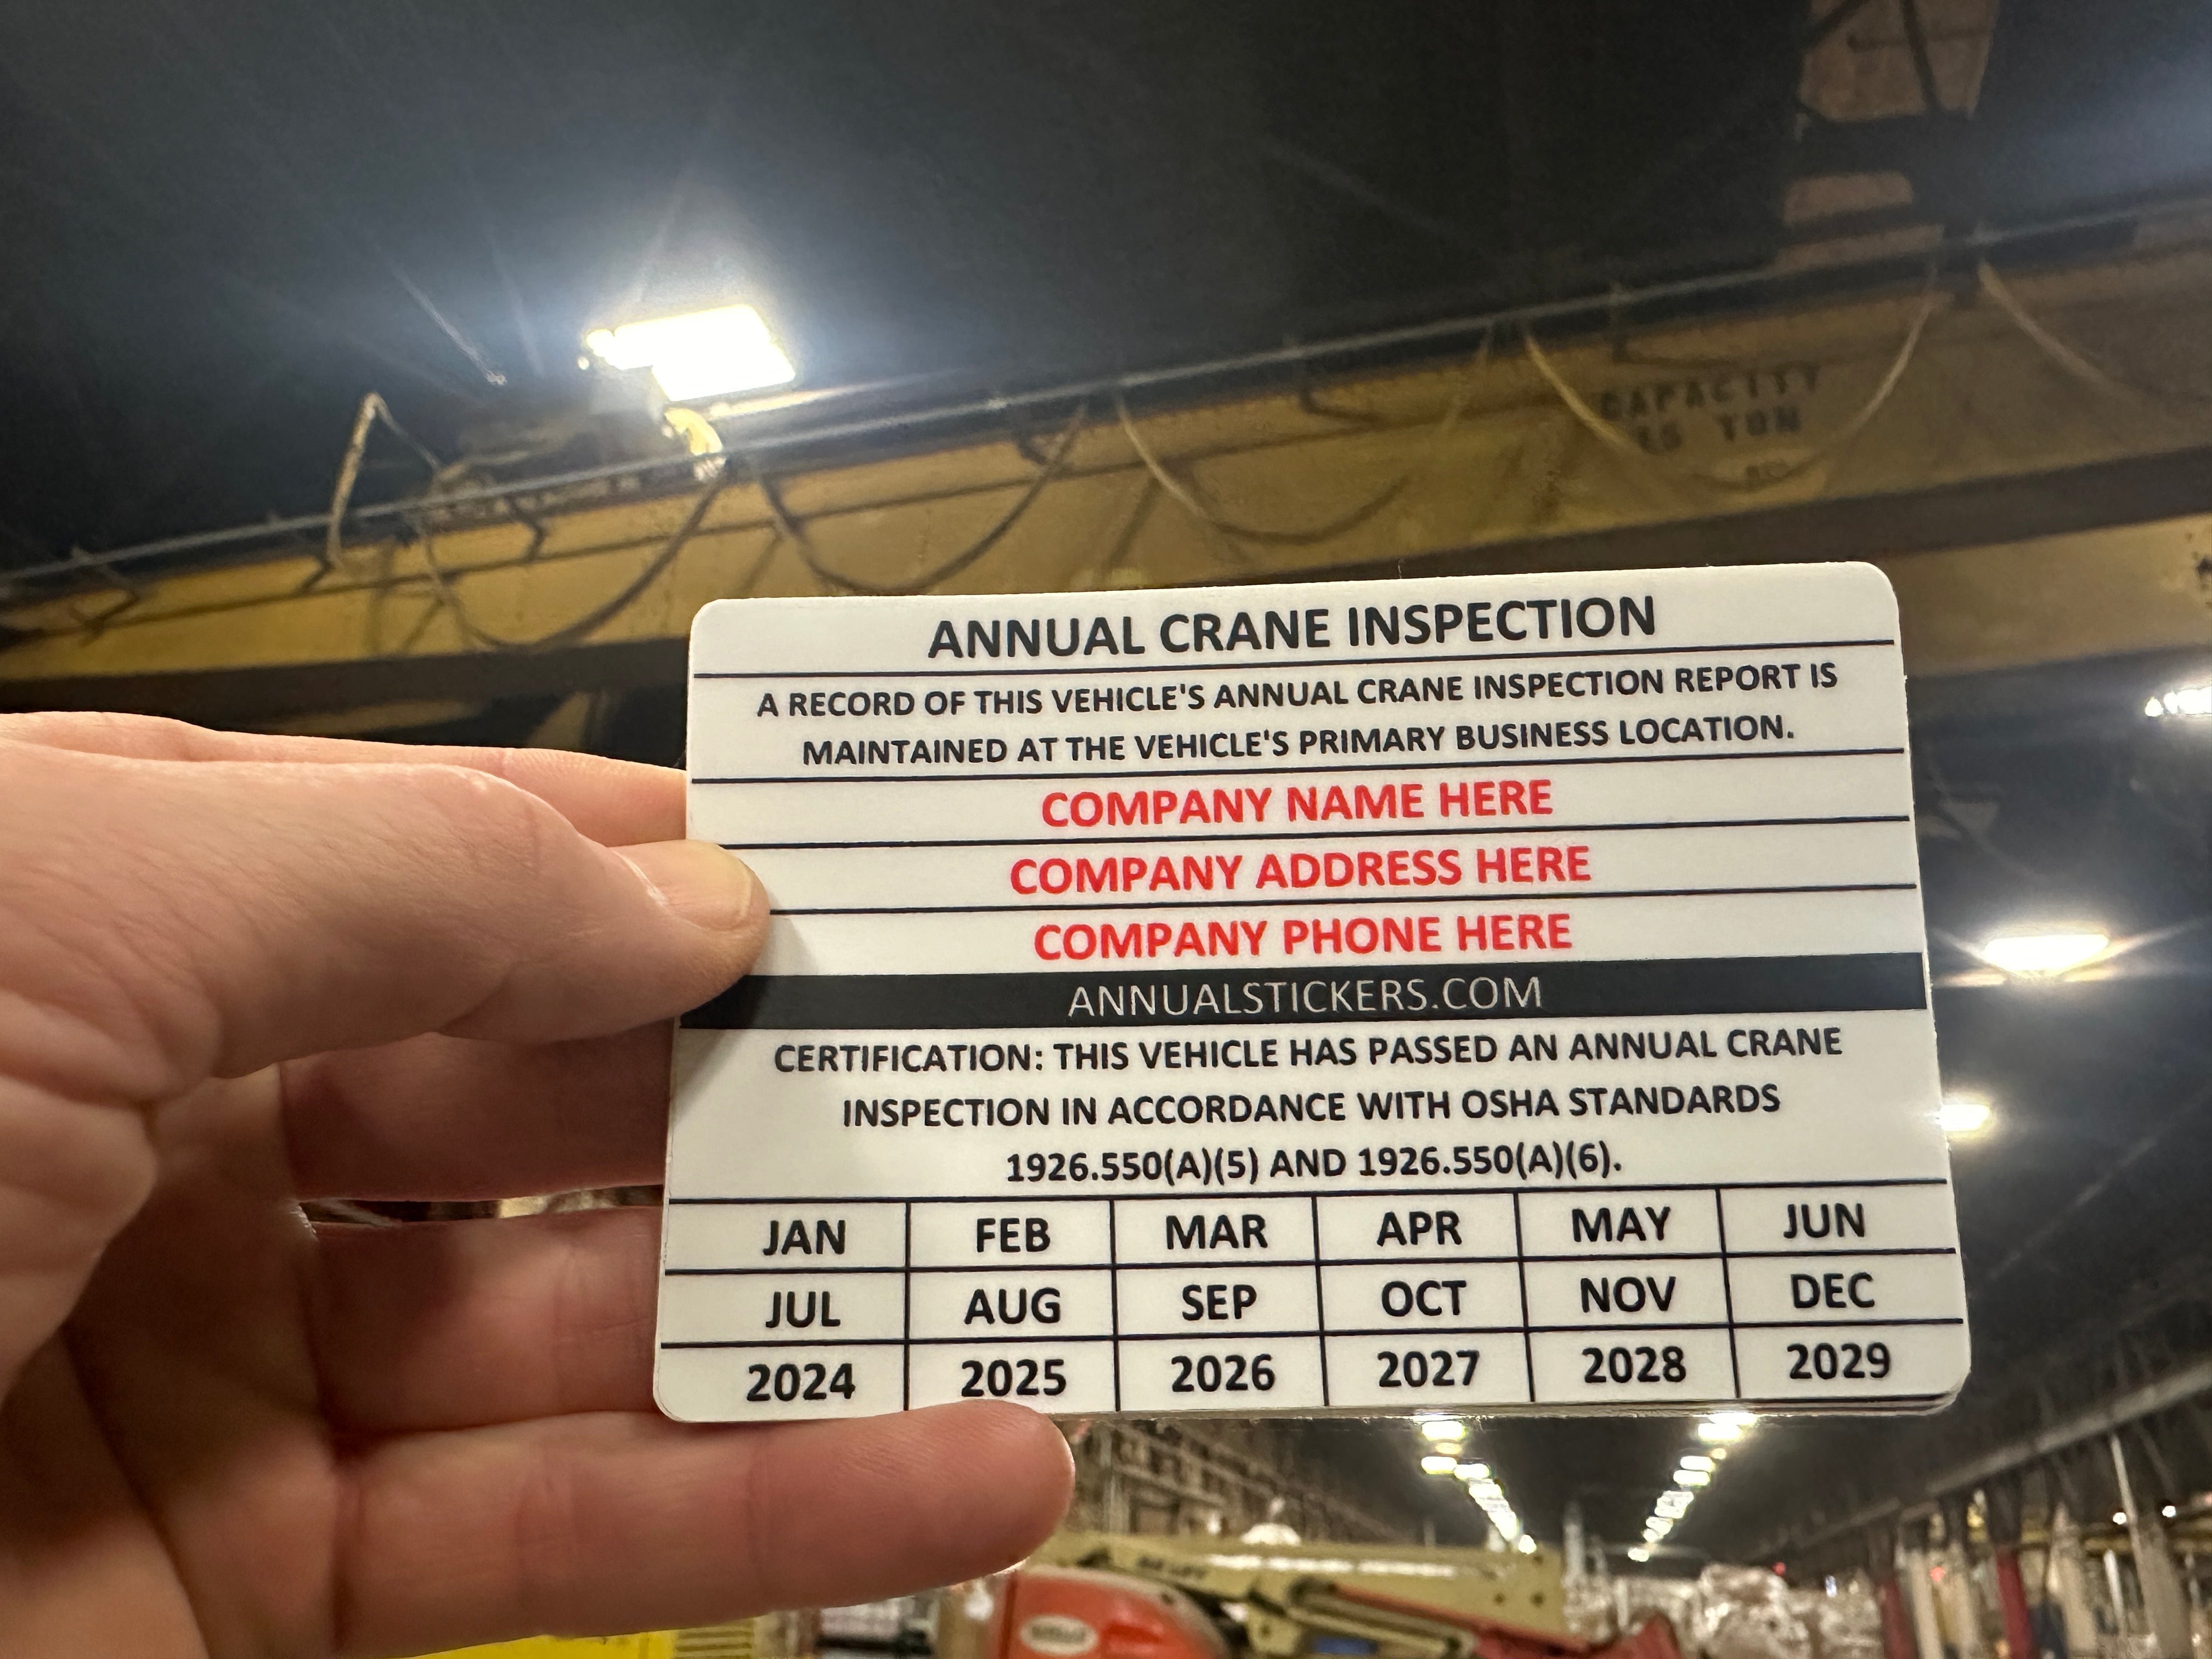 CAPACITY
TON
ANNUAL CRANE INSPECTION
A RECORD OF THIS VEHICLE'S ANNUAL CRANE INSPECTION REPORT IS
MAINTAINED AT THE VEHICLE'S PRIMARY BUSINESS LOCATION.
COMPANY NAME HERE
COMPANY ADDRESS HERE
COMPANY PHONE HERE
ANNUALSTICKERS.COM
CERTIFICATION: THIS VEHICLE HAS PASSED AN ANNUAL CRANE
INSPECTION IN ACCORDANCE WITH OSHA STANDARDS
1926.550(A)(5) AND 1926.550(A)(6).
JAN FEB MAR APR MAY JUN
JUL AUG SEP OCT NOV DEC
2024 2025 2026 2027 2028 2029